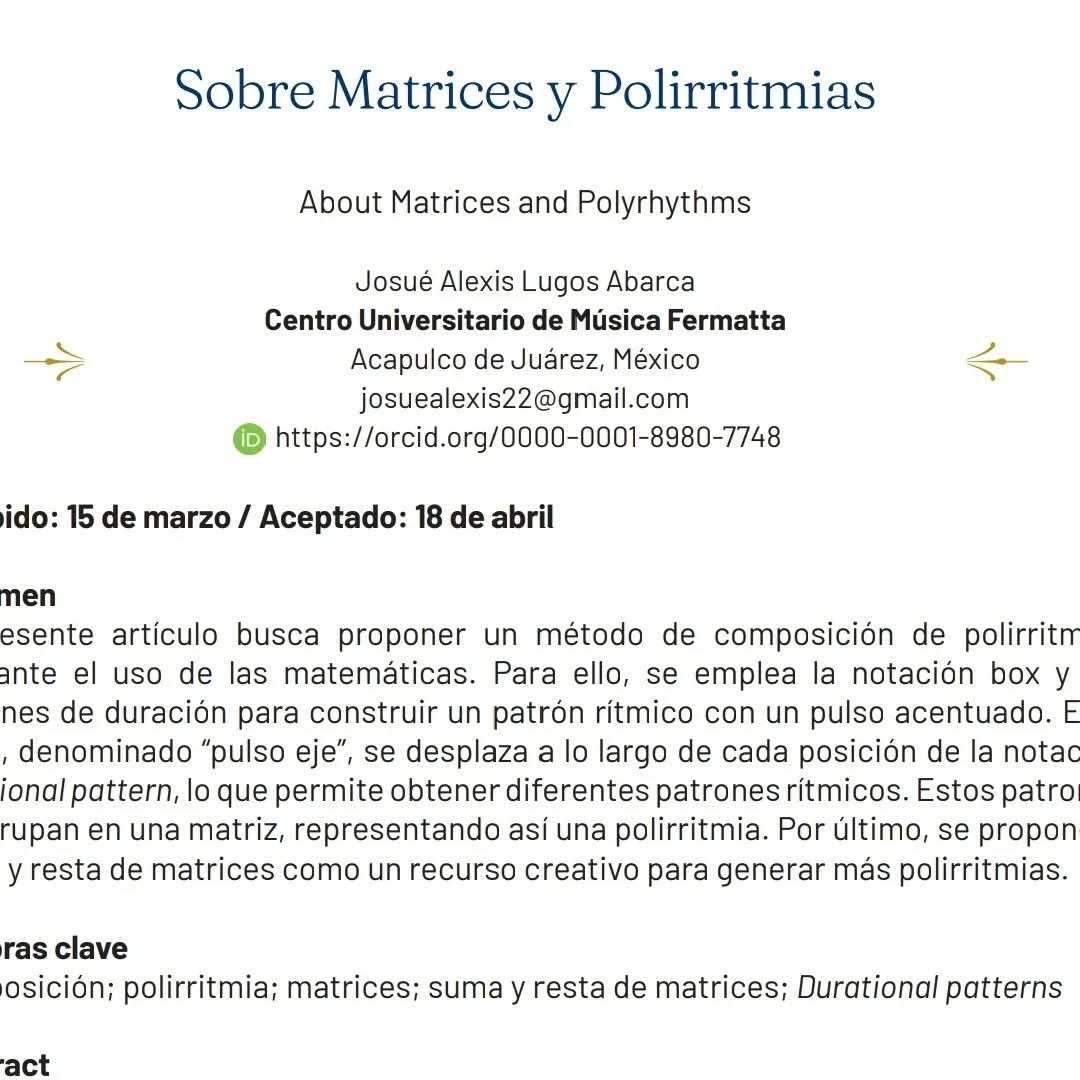 Sobre Matrices y Polirritmias
About Matrices and Polyrhythms
Josué Alexis Lugos Abarca
Centro Universitario de Música Fermatta
Acapulco de Juárez, México
josuealexis22@gmail.com
iD https://orcid.org/0000-0001-8980-7748
bido: 15 de marzo / Aceptado: 18 de abril
men
esente artículo busca proponer un método de composición de polirritm
ante el uso de las matemáticas. Para ello, se emplea la notación box y
nes de duración para construir un patrón rítmico con un pulso acentuado. E
, denominado “pulso eje”, se desplaza a lo largo de cada posición de la notac
ional pattern, lo que permite obtener diferentes patrones rítmicos. Estos patron
rupan en una matriz, representando así una polirritmia. Por último, se propon
y resta de matrices como un recurso creativo para generar más polirritmias.
bras clave
posición; polirritmia; matrices; suma y resta de matrices; Durational patterns
ract